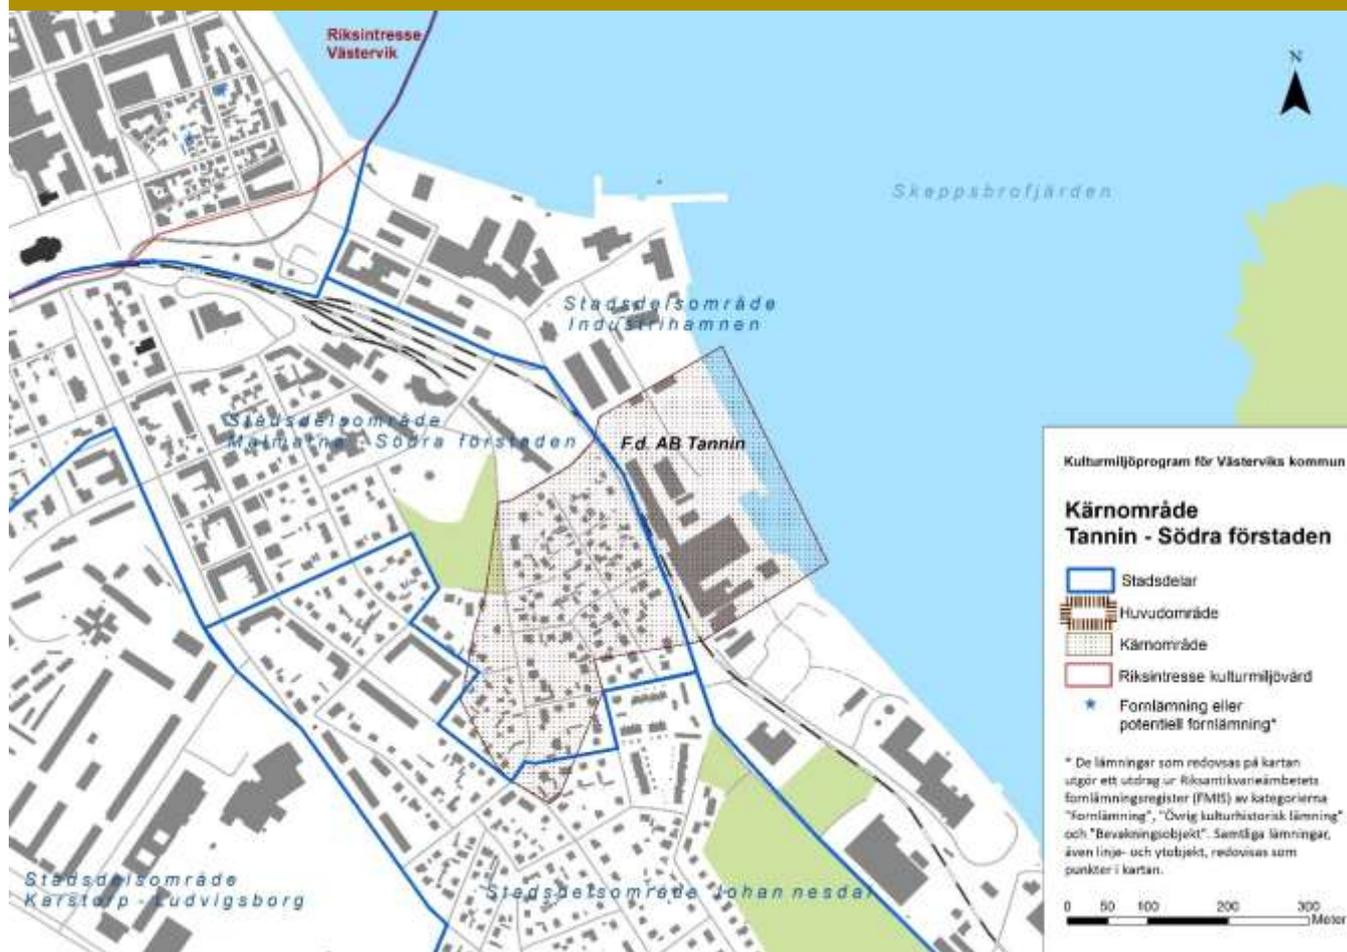 Riksintresse
Västervik
N
Skeppsbrofjärden
Stadsdelsområde
Industrihamnen
Stadsdelsområde
Malmarna - Södra förstaden
F.d. AB Tannin
Stadsdelsområde
Karstorp - Ludvigsborg
Stadsdelsområde Johannesdal
Kulturmiljöprogram för Västerviks kommun
Kärnområde
Tannin - Södra förstaden
Stadsdelar
Huvudområde
Kärnområde
Riksintresse kulturmiljövård
Fornlämning eller
potentiell fornlämning*
* De lämningar som redovisas på kartan
utgör ett utdrag ur Riksantikvarieämbetets
fornlämningsregister (FMIS) av kategorierna
"Fornlämning", "Övrig kulturhistorisk lämning"
och "Bevakningsobjekt". Samtliga lämningar,
även linje- och ytobjekt, redovisas som
punkter i kartan.
0 50 100 200 300
Meter